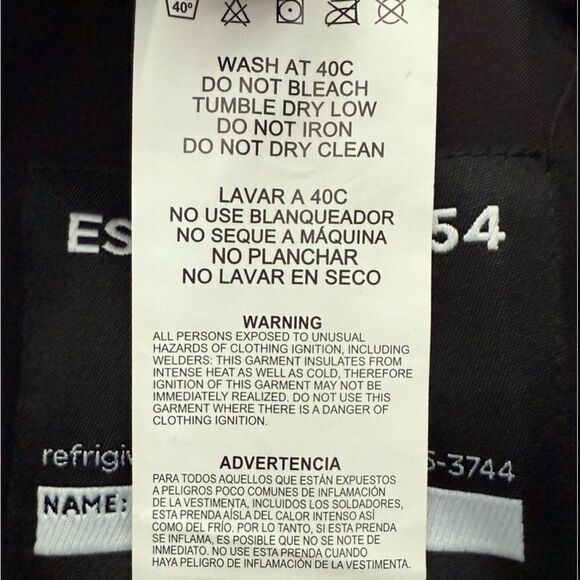 40°
WASH AT 40C
DO NOT BLEACH
TUMBLE DRY LOW
DO NOT IRON
DO NOT DRY CLEAN
LAVAR A 40C
NO USE BLANQUEADOR
NO SEQUE A MÁQUINA
NO PLANCHAR
NO LAVAR EN SECO
ES 54
WARNING
ALL PERSONS EXPOSED TO UNUSUAL
HAZARDS OF CLOTHING IGNITION, INCLUDING
WELDERS: THIS GARMENT INSULATES FROM
INTENSE HEAT AS WELL AS COLD, THEREFORE
IGNITION OF THIS GARMENT MAY NOT BE
IMMEDIATELY REALIZED. DO NOT USE THIS
GARMENT WHERE THERE IS A DANGER OF
CLOTHING IGNITION.
ADVERTENCIA
PARA TODOS AQUELLOS QUE ESTÁN EXPUESTOS
A PELIGROS POCO COMUNES DE INFLAMACIÓN
DE LA VESTIMENTA, INCLUIDOS LOS SOLDADORES,
ESTA PRENDA AÍSLA DEL CALOR INTENSO ASÍ
COMO DEL FRÍO. POR LO TANTO, SI ESTA PRENDA
SE INFLAMA, ES POSIBLE QUE NO SE NOTE DE
INMEDIATO. NO USE ESTA PRENDA CUANDO
HAYA PELIGRO DE INFLAMACIÓN DE LA VESTIMENTA.
refrigi -3744
NAME: